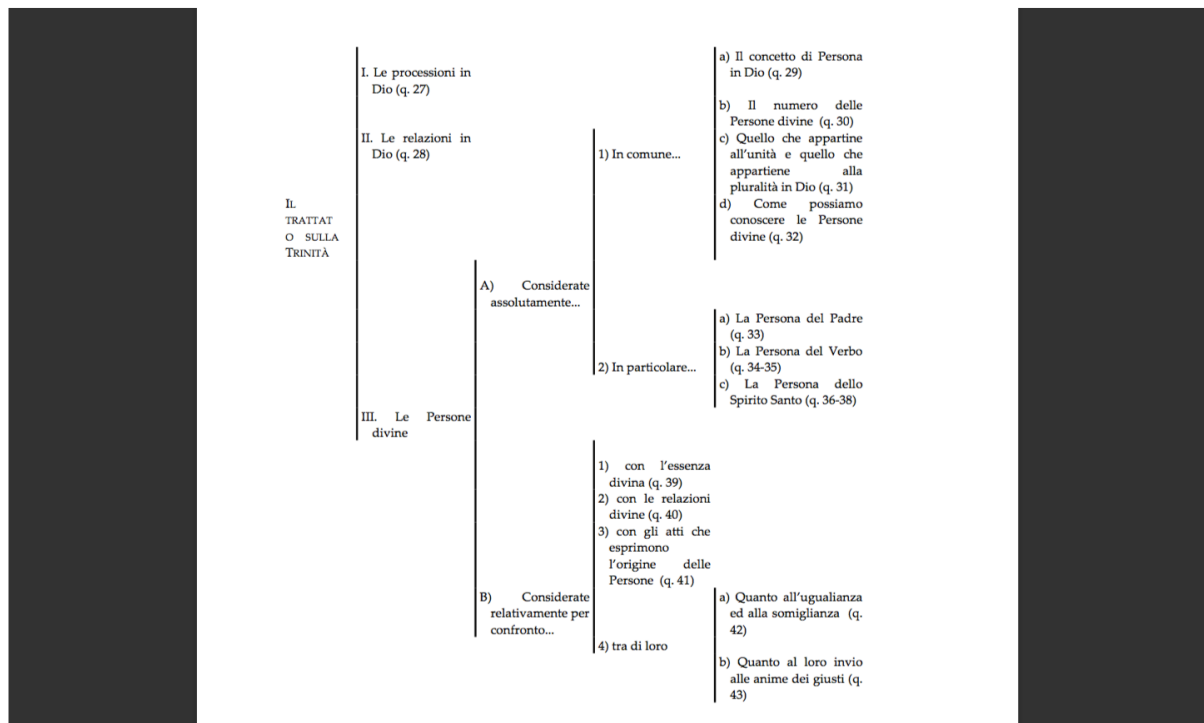 IL
TRATTAT
O SULLA
TRINITÀ
I. Le processioni in
Dio (q. 27)
II. Le relazioni in
Dio (q. 28)
III. Le Persone
divine
A) Considerate
assolutamente...
1) In comune...
a) Il concetto di Persona
in Dio (q. 29)
b) Il numero delle
Persone divine (q. 30)
c) Quello che appartine
all'unità e quello che
appartiene alla
pluralità in Dio (q. 31)
d) Come possiamo
conoscere le Persone
divine (q. 32)
2) In particolare...
a) La Persona del Padre
(q. 33)
b) La Persona del Verbo
(q. 34-35)
c) La Persona dello
Spirito Santo (q. 36-38)
B) Considerate
relativamente per
confronto...
1) con l'essenza
divina (q. 39)
2) con le relazioni
divine (q. 40)
3) con gli atti che
esprimono
l'origine delle
Persone (q. 41)
4) tra di loro
a) Quanto all'ugualianza
ed alla somiglianza (q.
42)
b) Quanto al loro invio
alle anime dei giusti (q.
43)